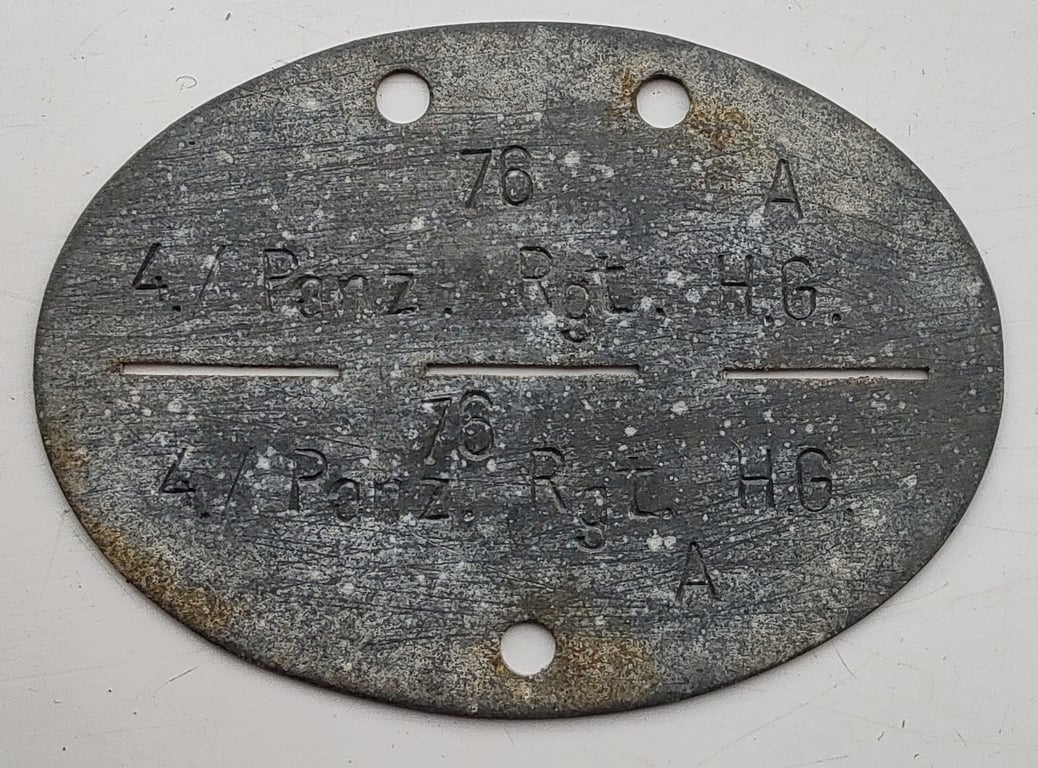 76 A
4./ Panz. Rgt. H.G.
76
4./ Panz. Rgt. H.G.
A